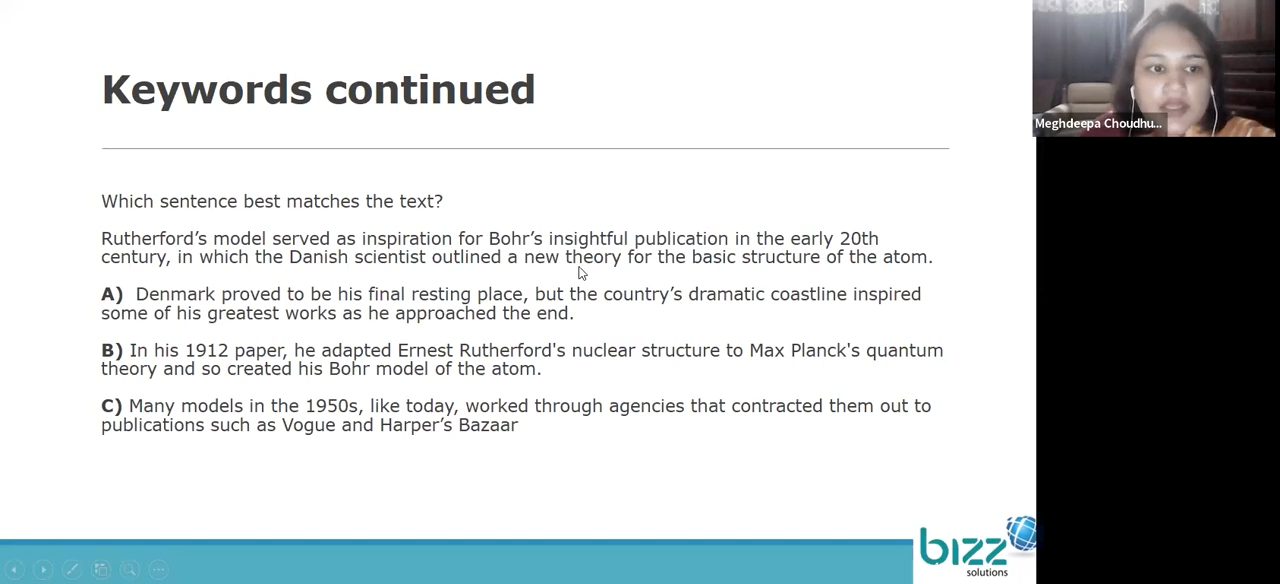 Keywords continued
Meghdeepa Choudhu...
Which sentence best matches the text?
Rutherford's model served as inspiration for Bohr's insightful publication in the early 20th
century, in which the Danish scientist outlined a new theory for the basic structure of the atom.
A) Denmark proved to be his final resting place, but the country's dramatic coastline inspired
some of his greatest works as he approached the end.
B) In his 1912 paper, he adapted Ernest Rutherford's nuclear structure to Max Planck's quantum
theory and so created his Bohr model of the atom.
C) Many models in the 1950s, like today, worked through agencies that contracted them out to
publications such as Vogue and Harper's Bazaar
bizz
solutions